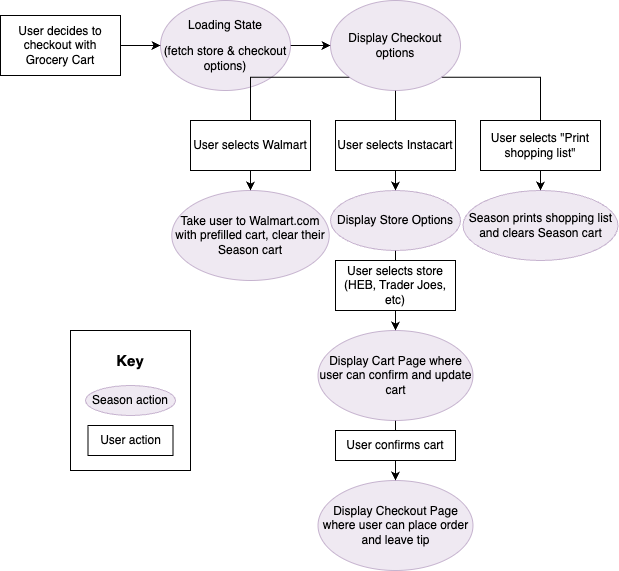 User decides to
checkout with
Grocery Cart
Loading State
(fetch store & checkout
options)
Display Checkout
options
User selects Walmart
User selects Instacart
User selects "Print
shopping list"
Take user to Walmart.com
with prefilled cart, clear their
Season cart
Display Store Options
Season prints shopping list
and clears Season cart
User selects store
(HEB, Trader Joes,
etc)
Display Cart Page where
user can confirm and update
cart
Key
Season action
User action
User confirms cart
Display Checkout Page
where user can place order
and leave tip